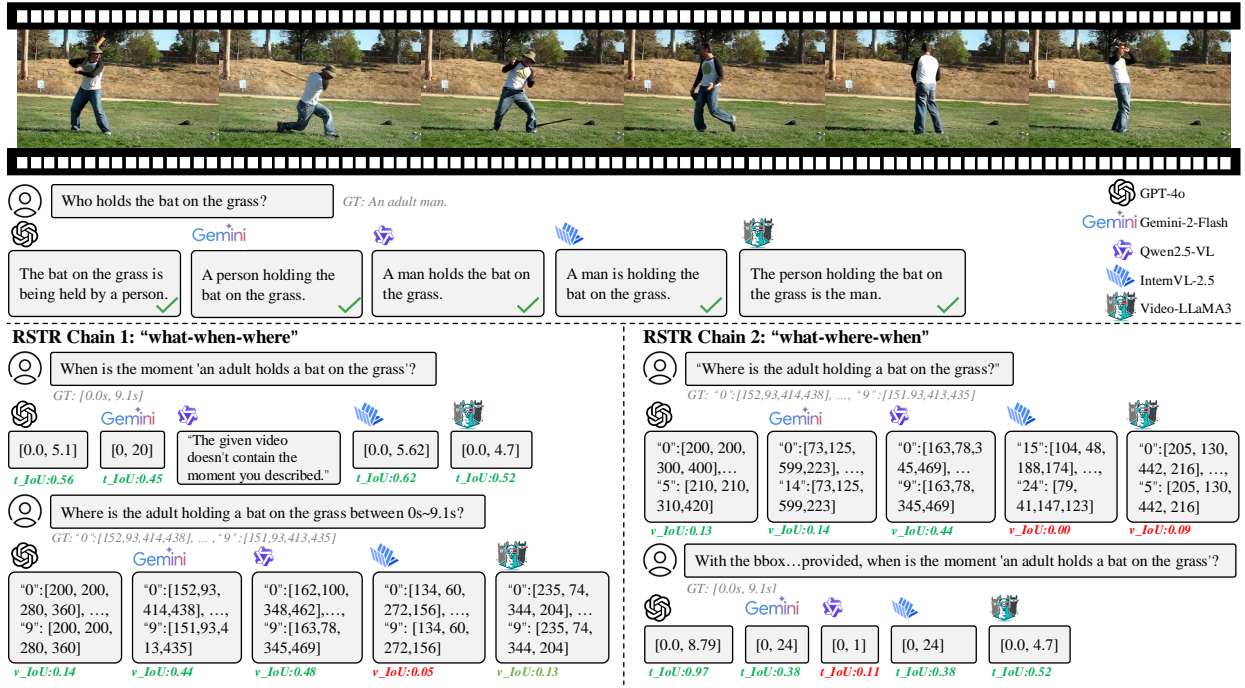 Who holds the bat on the grass?
GT: An adult man.
GPT-4o
Gemini Gemini-2-Flash
Qwen2.5-VL
InternVL-2.5
Video-LLaMA3
Gemini
The bat on the grass is
being held by a person.
A person holding the
bat on the grass.
A man holds the bat on
the grass.
A man is holding the
bat on the grass.
The person holding the bat on
the grass is the man.
RSTR Chain 1: “what-when-where”
When is the moment 'an adult holds a bat on the grass'?
GT: [0.0s, 9.1s]
Gemini
[0.0, 5.1]
[0, 20]
“The given video
doesn't contain the
moment you described.”
[0.0, 5.62]
[0.0, 4.7]
t_IoU:0.56
t_IoU:0.45
t_IoU:0.62
t_IoU:0.52
Where is the adult holding a bat on the grass between 0s~9.1s?
GT:“0”:[152,93,414,438], ... ,“9”:[151,93,413,435]
Gemini
“0”:[200, 200,
280, 360], …,
“9”: [200, 200,
280, 360]
“0”:[152,93,
414,438], …,
“9”:[151,93,4
13,435]
“0”:[162,100,
348,462],…,
“9”:[163,78,
345,469]
“0”:[134, 60,
272,156], …,
“9”: [134, 60,
272,156]
“0”:[235, 74,
344, 204], …
“9”: [235, 74,
344, 204]
v_IoU:0.14
v_IoU:0.44
v_IoU:0.48
v_IoU:0.05
v_IoU:0.13
RSTR Chain 2: “what-where-when”
“Where is the adult holding a bat on the grass?”
GT: “0”:[152,93,414,438], …, “9”:[151.93,413,435]
Gemini
“0”:[200, 200,
300, 400],…
“5”: [210, 210,
310,420]
“0”:[73,125,
599,223], …,
“14”:[73,125,
599,223]
“0”:[163,78,3
45,469], …
“9”:[163,78,
345,469]
“15”:[104, 48,
188,174], …,
“24”: [79,
41,147,123]
“0”:[205, 130,
442, 216], …,
“5”: [205, 130,
442, 216]
v_IoU:0.13
v_IoU:0.14
v_IoU:0.44
v_IoU:0.00
v_IoU:0.09
With the bbox…provided, when is the moment 'an adult holds a bat on the grass'?
GT: [0.0s, 9.1s]
Gemini
[0.0, 8.79]
[0, 24]
[0, 1]
[0, 24]
[0.0, 4.7]
t_IoU:0.97
t_IoU:0.38
t_IoU:0.11
t_IoU:0.38
t_IoU:0.52